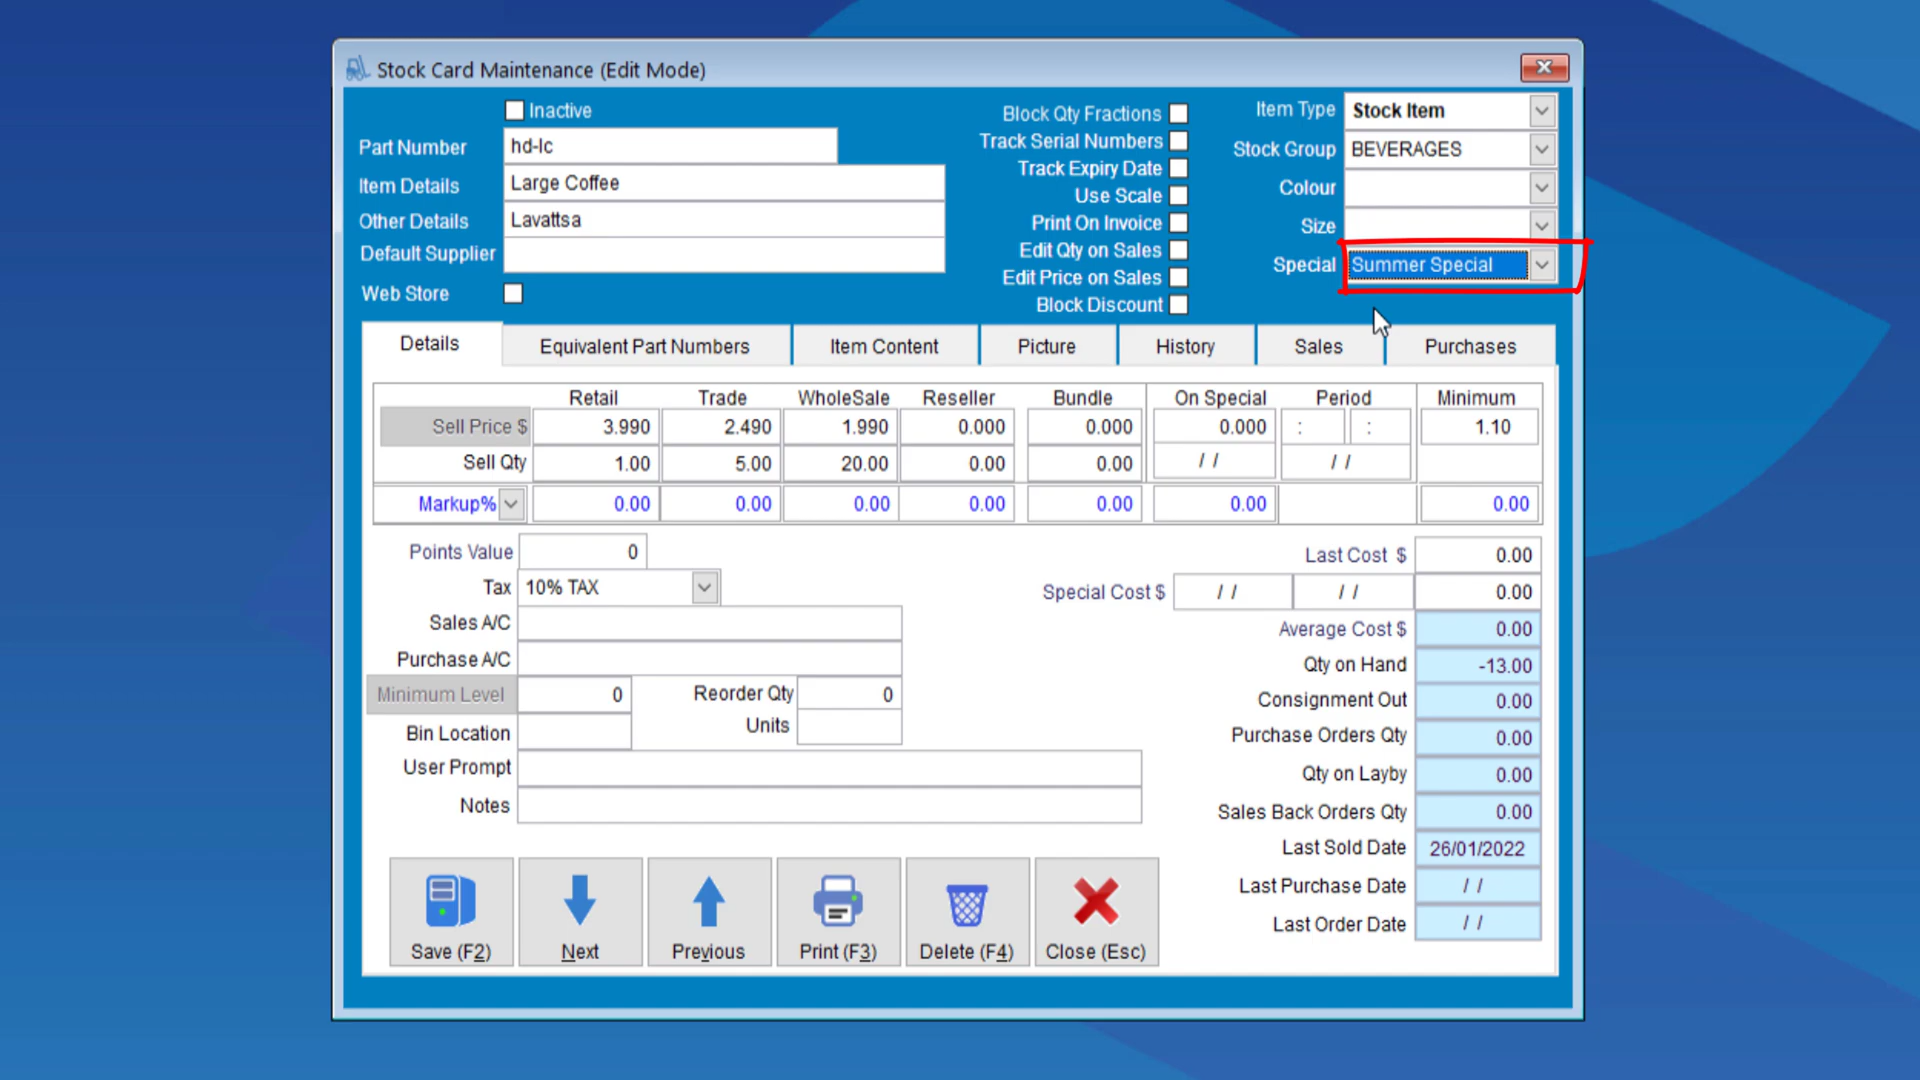 Stock Card Maintenance (Edit Mode)
Inactive
Part Number hd-lc
Item Details Large Coffee
Other Details Lavattsa
Default Supplier
Web Store
Block Qty Fractions
Track Serial Numbers
Track Expiry Date
Use Scale
Print On Invoice
Edit Qty on Sales
Edit Price on Sales
Block Discount
Item Type Stock Item
Stock Group BEVERAGES
Colour
Size
Special Summer Special
Details Equivalent Part Numbers Item Content Picture History Sales Purchases
Retail Trade WholeSale Reseller Bundle On Special Period Minimum
Sell Price $ 3.990 2.490 1.990 0.000 0.000 0.000 : : 1.10
Sell Qty 1.00 5.00 20.00 0.00 0.00 / / / /
Markup% 0.00 0.00 0.00 0.00 0.00 0.00 0.00
Points Value 0
Tax 10% TAX
Sales A/C
Purchase A/C
Minimum Level 0 Reorder Qty 0
Bin Location Units
User Prompt
Notes
Last Cost $ 0.00
Special Cost $ / / / / 0.00
Average Cost $ 0.00
Qty on Hand -13.00
Consignment Out 0.00
Purchase Orders Qty 0.00
Qty on Layby 0.00
Sales Back Orders Qty 0.00
Last Sold Date 26/01/2022
Last Purchase Date / /
Last Order Date / /
Save (F2) Next Previous Print (F3) Delete (F4) Close (Esc)